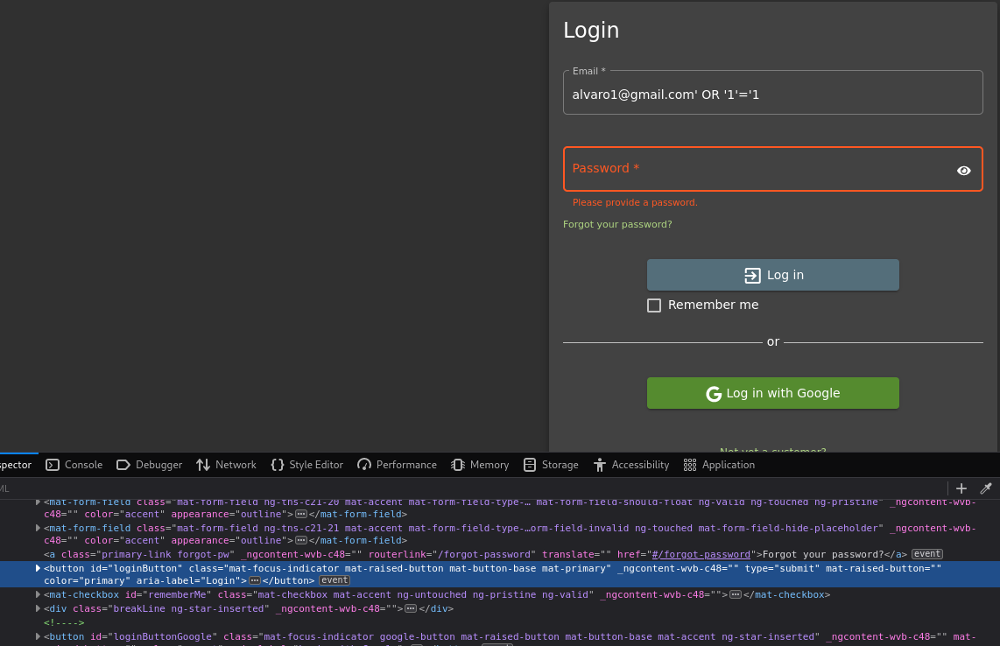 Login
Email *
alvaro1@gmail.com' OR '1'='1
Password *
Please provide a password.
Forgot your password?
Log in
Remember me
or
Log in with Google
Not yet a customer?
spector Console Debugger Network Style Editor Performance Memory Storage Accessibility Application
ML
<mat-form-field class="mat-form-field ng-tns-c21-20 mat-accent mat-form-field-type-… mat-form-field-should-float ng-valid ng-touched ng-pristine" _ngcontent-wvb-
c48="" color="accent" appearance="outline"></mat-form-field>
<mat-form-field class="mat-form-field ng-tns-c21-21 mat-accent mat-form-field-type-…orm-field-invalid ng-touched mat-form-field-hide-placeholder" _ngcontent-wvb-
c48="" color="accent" appearance="outline"></mat-form-field>
<a class="primary-link forgot-pw" _ngcontent-wvb-c48="" routerlink="/forgot-password" translate="" href="#/forgot-password">Forgot your password?</a> event
<button id="loginButton" class="mat-focus-indicator mat-raised-button mat-button-base mat-primary" _ngcontent-wvb-c48="" type="submit" mat-raised-button=""
color="primary" aria-label="Login"></button> event
<mat-checkbox id="rememberMe" class="mat-checkbox mat-accent ng-untouched ng-pristine ng-valid" _ngcontent-wvb-c48=""></mat-checkbox>
<div class="breakLine ng-star-inserted" _ngcontent-wvb-c48=""></div>
<!---->
<button id="loginButtonGoogle" class="mat-focus-indicator google-button mat-raised-button mat-button-base mat-accent ng-star-inserted" _ngcontent-wvb-c48="" mat-